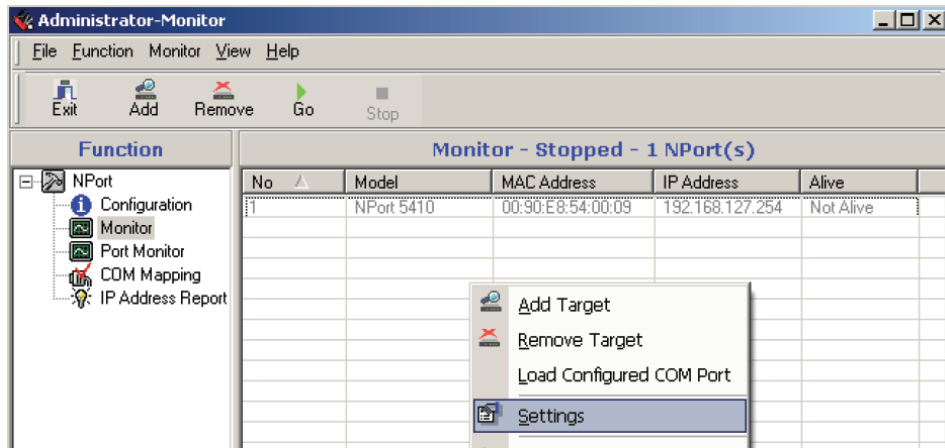 Administrator-Monitor
File Function Monitor View Help
Exit Add Remove Go Stop
Function
Monitor - Stopped - 1 NPort(s)
NPort
Configuration
Monitor
Port Monitor
COM Mapping
IP Address Report
No Model MAC Address IP Address Alive
1 NPort 5410 00:90:E8:54:00:09 192.168.127.254 Not Alive
Add Target
Remove Target
Load Configured COM Port
Settings